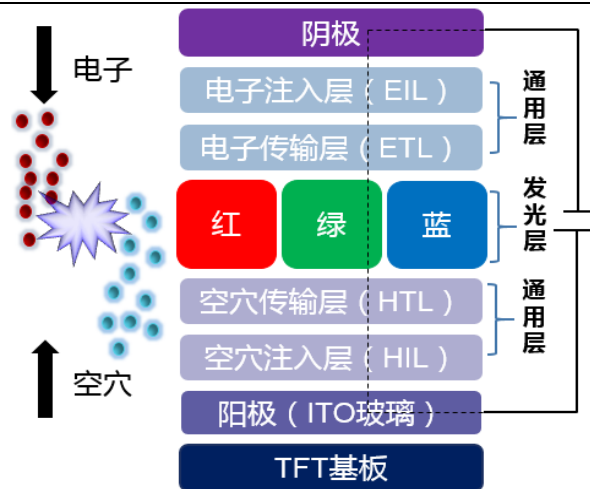 阴极
电子
电子注入层（EIL）
通用层
电子传输层（ETL）
红
绿
蓝
发光层
空穴传输层（HTL）
通用层
空穴注入层（HIL）
空穴
阳极（ITO玻璃）
TFT基板